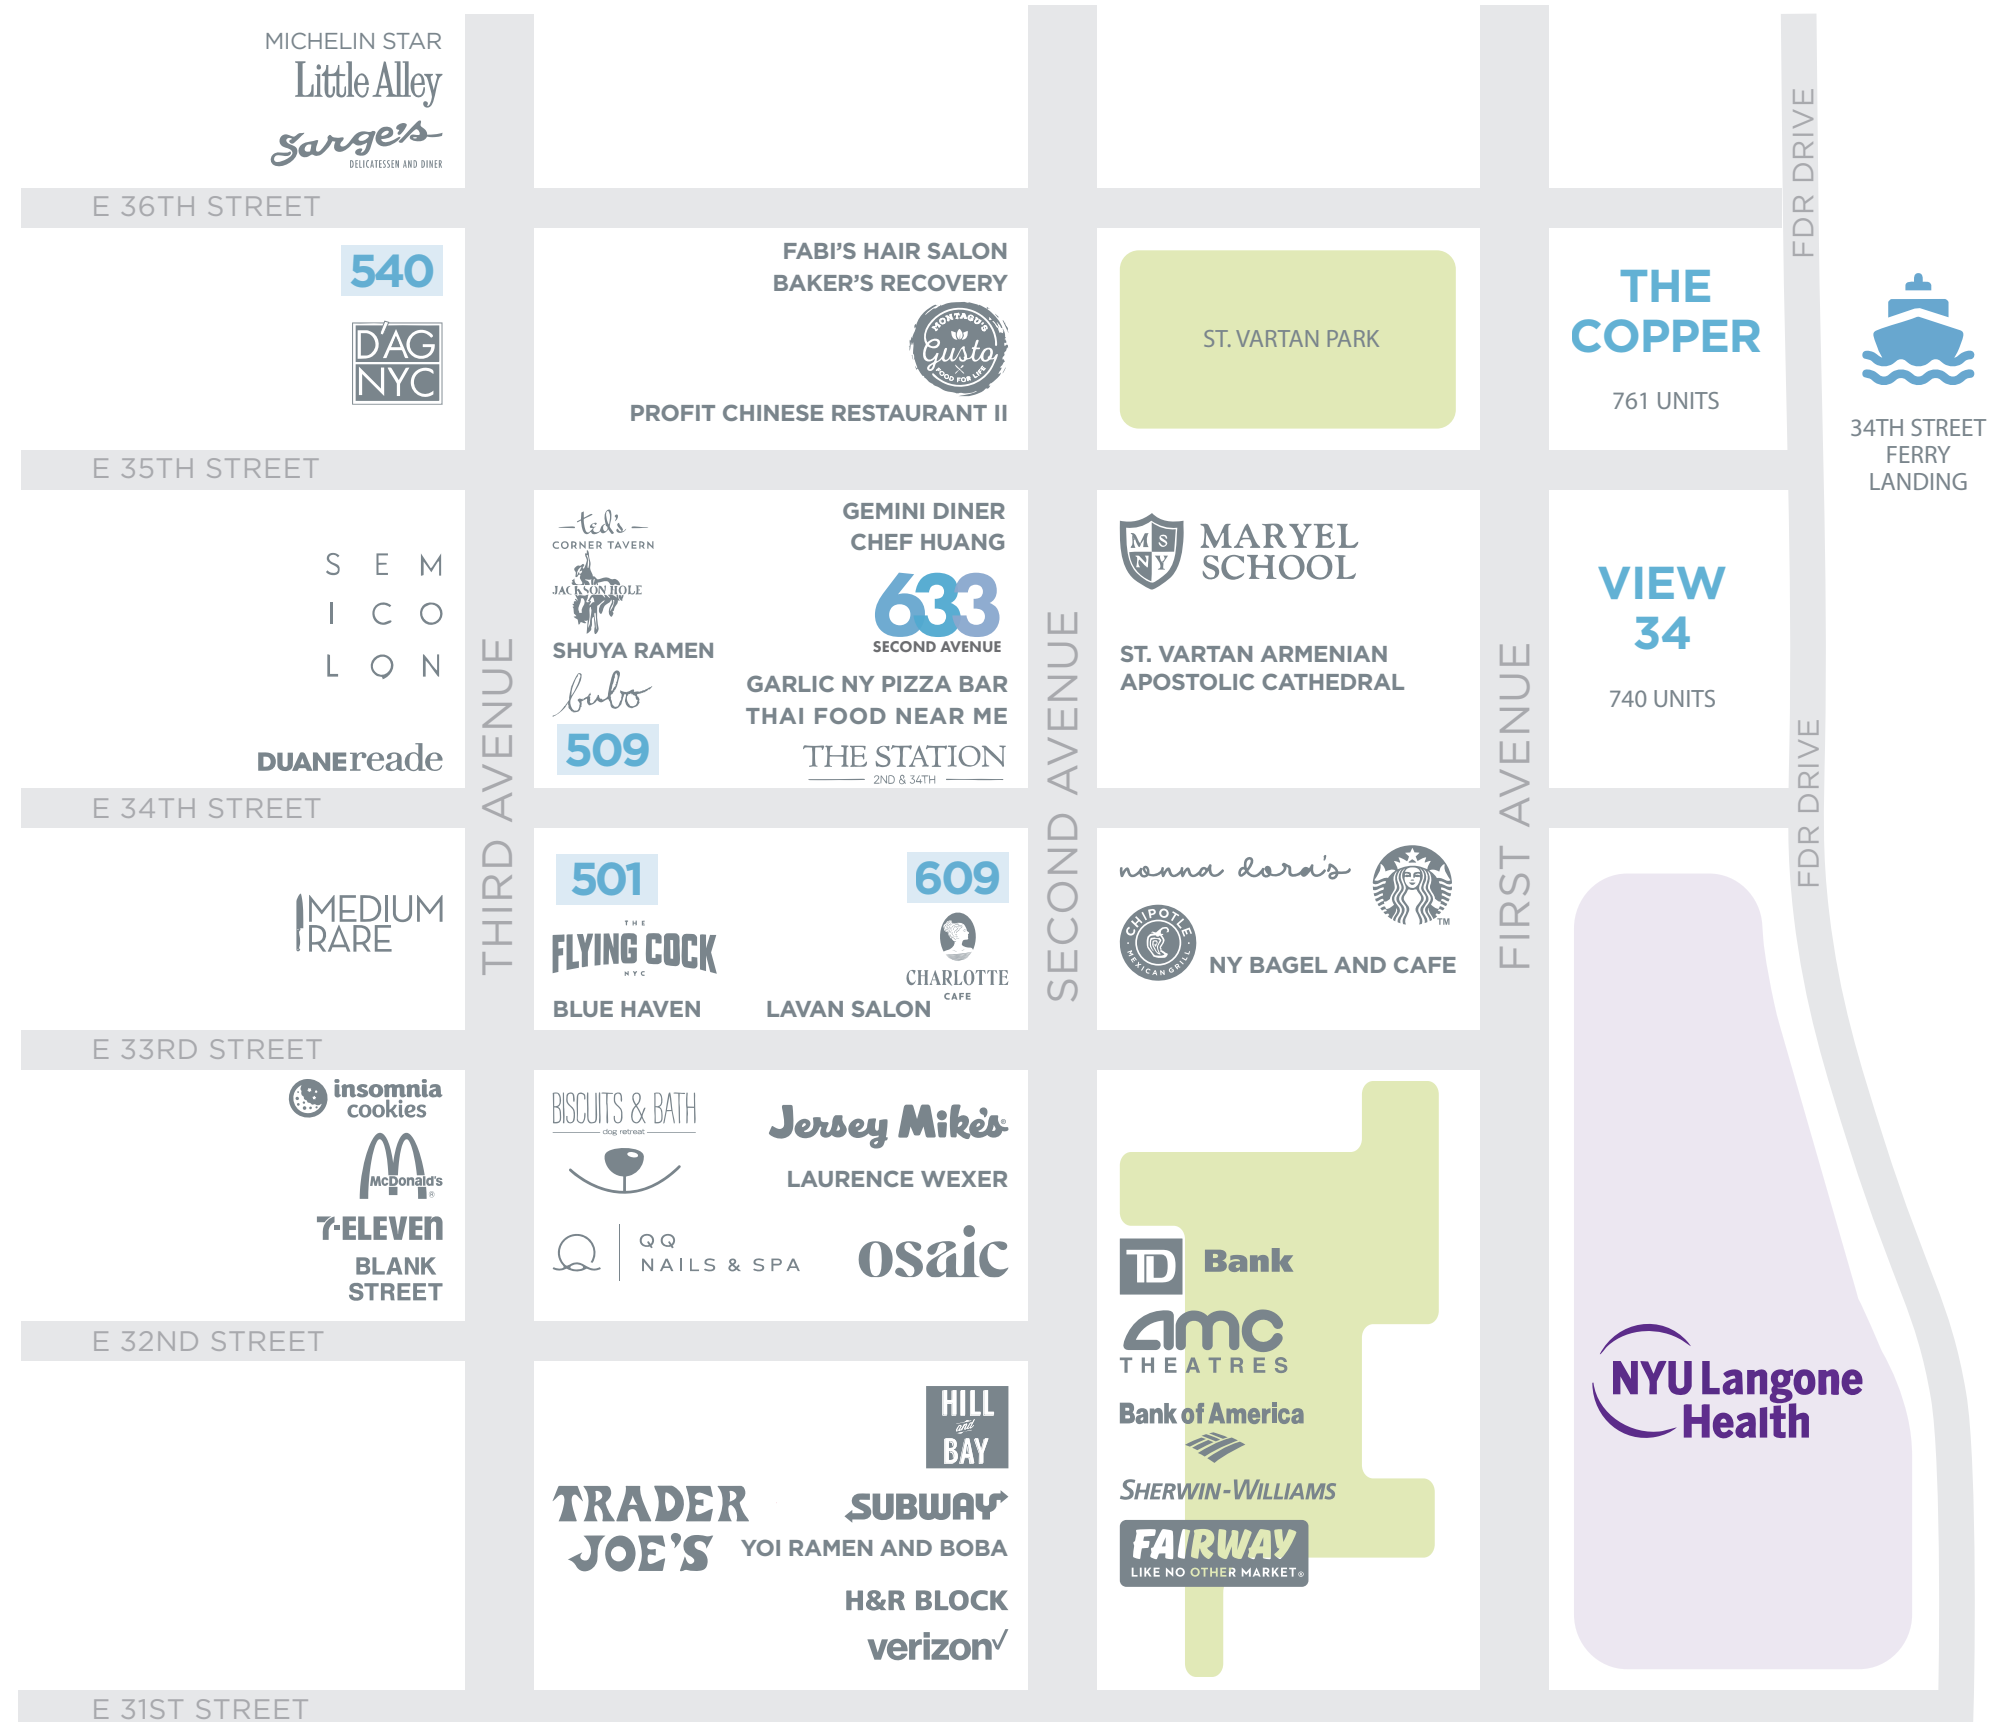 MICHELIN STAR
Little Alley
Sarge's
DELICATESSEN AND DINER
E 36TH STREET
540
D'AG
NYC
FABI'S HAIR SALON
BAKER'S RECOVERY
MONTAGU'S
Gusto
FOOD FOR LIFE
PROFIT CHINESE RESTAURANT II
ST. VARTAN PARK
THE
COPPER
761 UNITS
FDR DRIVE
34TH STREET
FERRY
LANDING
E 35TH STREET
S E M
I C O
L O N
DUANEreade
ted's
CORNER TAVERN
JACKSON HOLE
SHUYA RAMEN
bubo
509
GEMINI DINER
CHEF HUANG
633
SECOND AVENUE
GARLIC NY PIZZA BAR
THAI FOOD NEAR ME
THE STATION
2ND & 34TH
MSNY
MARYEL
SCHOOL
ST. VARTAN ARMENIAN
APOSTOLIC CATHEDRAL
VIEW
34
740 UNITS
FDR DRIVE
THIRD AVENUE
SECOND AVENUE
FIRST AVENUE
E 34TH STREET
MEDIUM
RARE
501
THE
FLYING COCK
NYC
BLUE HAVEN
609
CHARLOTTE
CAFE
LAVAN SALON
nonna dora's
TM
CHIPOTLE
MEXICAN GRILL
NY BAGEL AND CAFE
E 33RD STREET
insomnia
cookies
McDonald's
®
7-ELEVEn
BLANK
STREET
BISCUITS & BATH
dog retreat
QQ
NAILS & SPA
Jersey Mike's®
LAURENCE WEXER
osaic
E 32ND STREET
TRADER
JOE'S
HILL
and
BAY
SUBWAY
YOI RAMEN AND BOBA
H&R BLOCK
verizon✓
TD Bank
amc
THEATRES
Bank of America
SHERWIN-WILLIAMS
FAIRWAY
LIKE NO OTHER MARKET®
NYU Langone
Health
E 31ST STREET